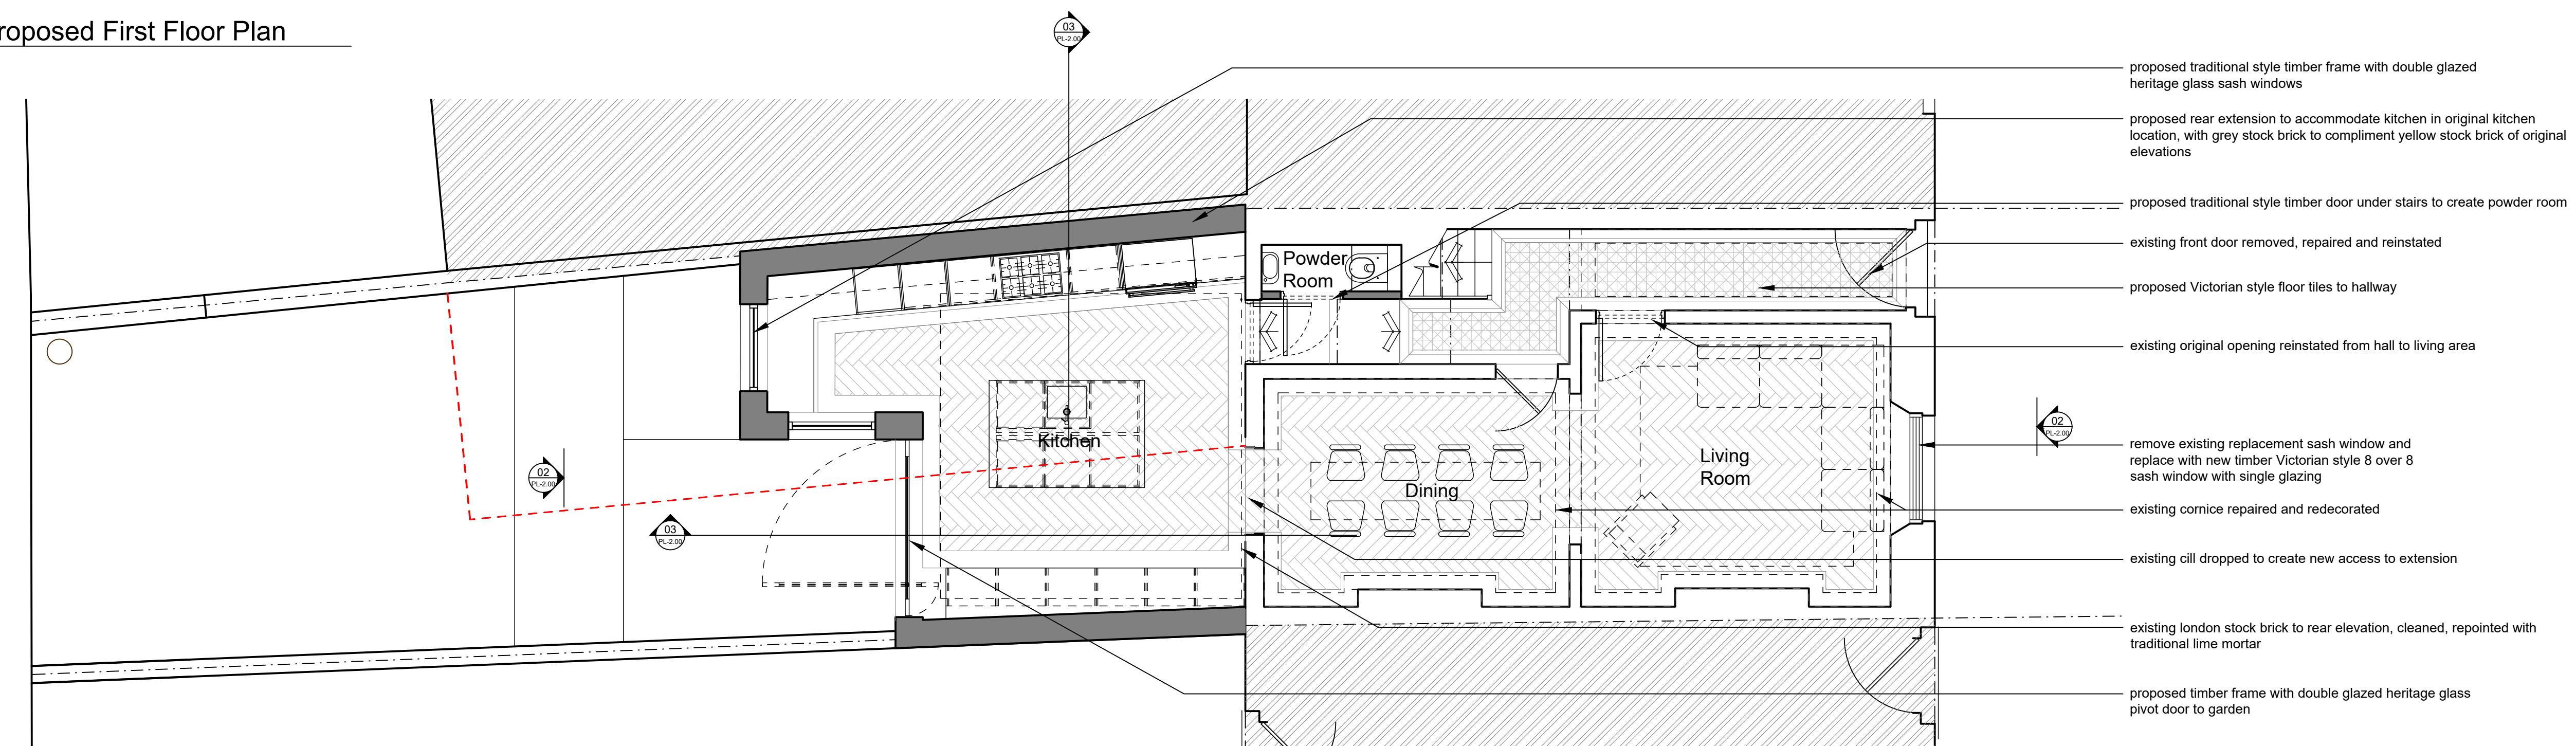 roposed First Floor Plan
03
PL-2.00
proposed traditional style timber frame with double glazed
heritage glass sash windows
proposed rear extension to accommodate kitchen in original kitchen
location, with grey stock brick to compliment yellow stock brick of original
elevations
proposed traditional style timber door under stairs to create powder room
existing front door removed, repaired and reinstated
proposed Victorian style floor tiles to hallway
existing original opening reinstated from hall to living area
remove existing replacement sash window and
replace with new timber Victorian style 8 over 8
sash window with single glazing
existing cornice repaired and redecorated
existing cill dropped to create new access to extension
existing london stock brick to rear elevation, cleaned, repointed with
traditional lime mortar
proposed timber frame with double glazed heritage glass
pivot door to garden
Powder
Room
Kitchen
Dining
Living
Room
02
PL-2.00
02
PL-2.00
03
PL-2.00